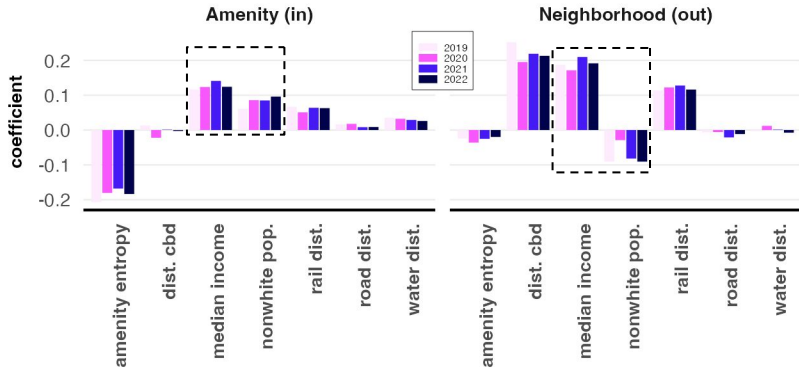 Amenity (in)
Neighborhood (out)
2019
2020
2021
2022
coefficient
0.2
0.1
0.0
-0.1
-0.2
amenity entropy
dist. cbd
median income
nonwhite pop.
rail dist.
road dist.
water dist.
amenity entropy
dist. cbd
median income
nonwhite pop.
rail dist.
road dist.
water dist.